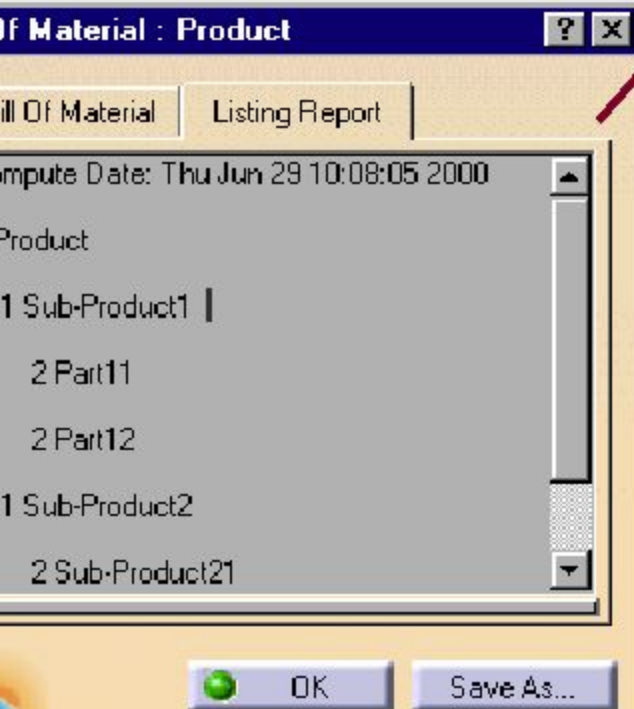 Of Material : Product
ill Of Material Listing Report
ompute Date: Thu Jun 29 10:08:05 2000
Product
1 Sub-Product1
2 Part11
2 Part12
1 Sub-Product2
2 Sub-Product21
OK Save As...